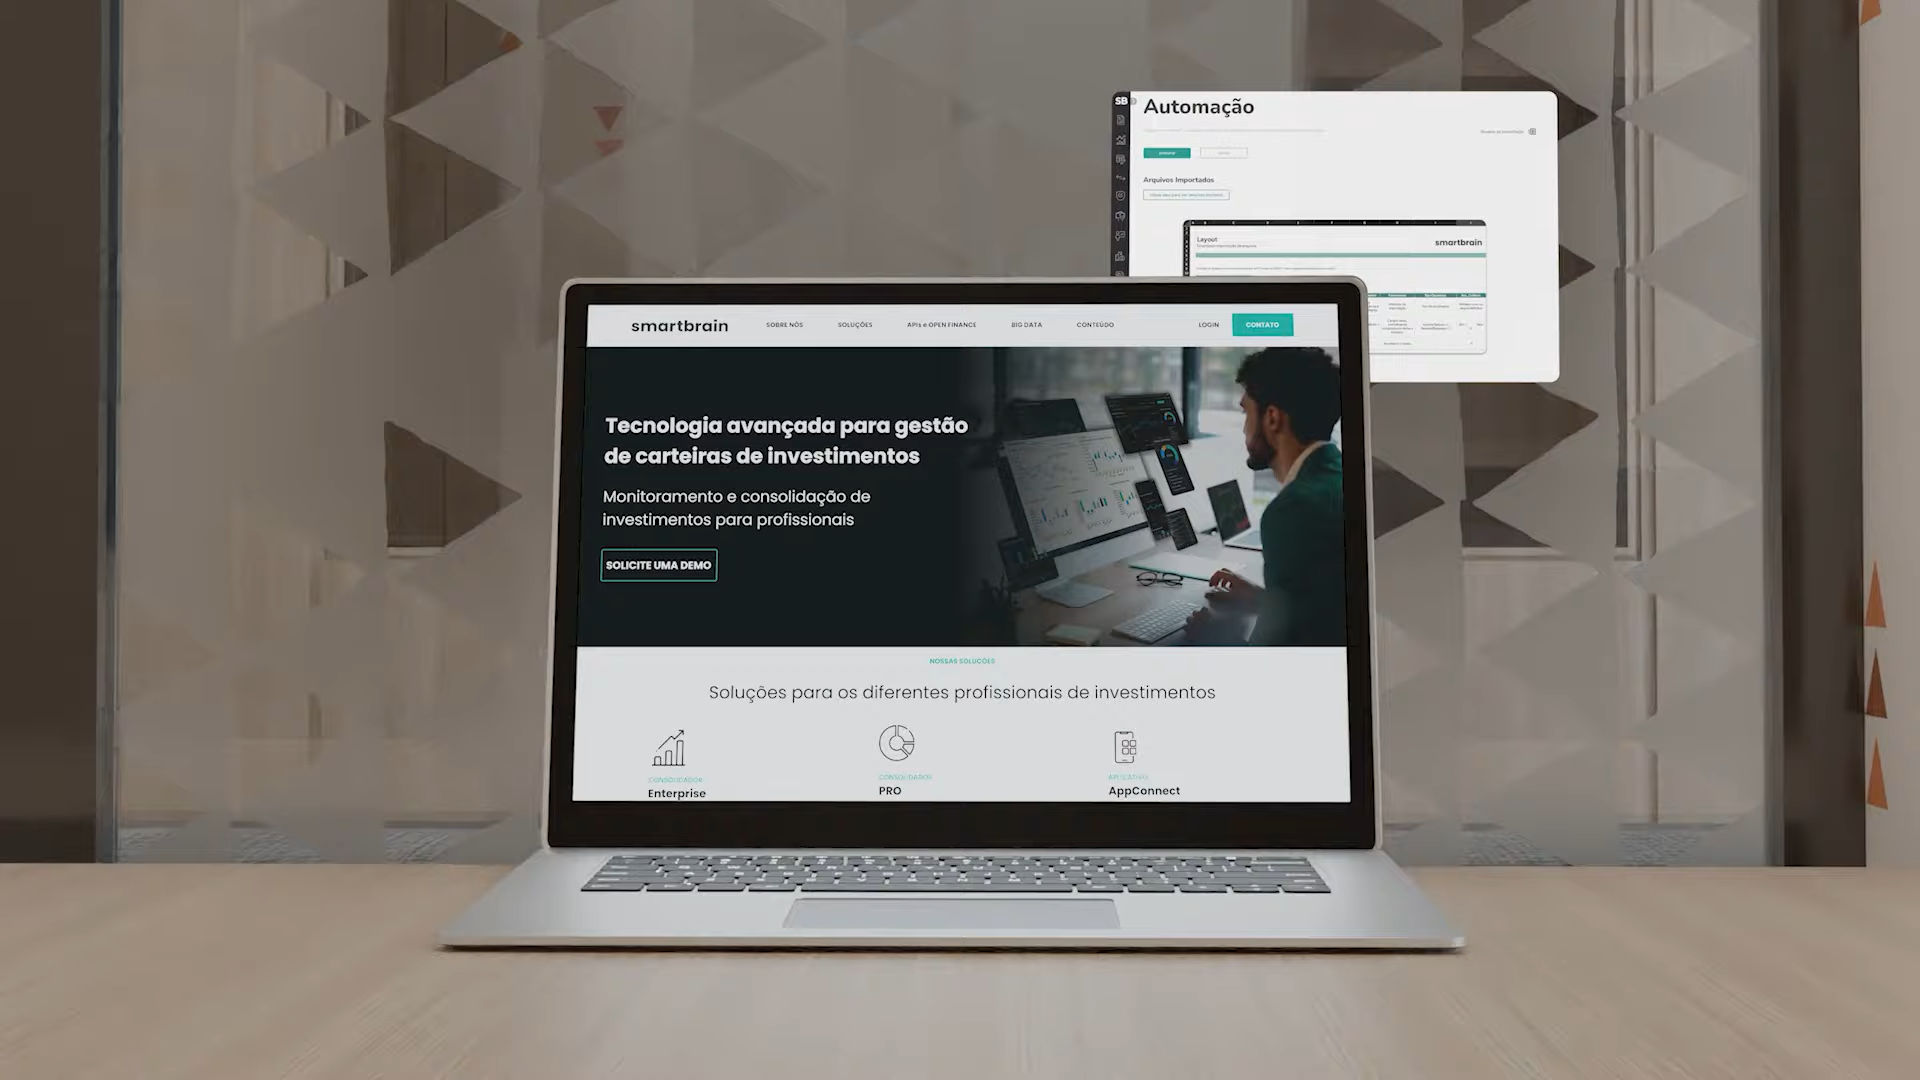 SB
Automação
Arquivos Importados
Layout
smartbrain
smartbrain
SOBRE NÓS
SOLUÇÕES
APIs e OPEN FINANCE
BIG DATA
CONTEÚDO
LOGIN
CONTATO
Tecnologia avançada para gestão
de carteiras de investimentos
Monitoramento e consolidação de
investimentos para profissionais
SOLICITE UMA DEMO
NOSSAS SOLUÇÕES
Soluções para os diferentes profissionais de investimentos
CONSOLIDADOR
Enterprise
CONSOLIDADOR
PRO
APLICATIVO
AppConnect